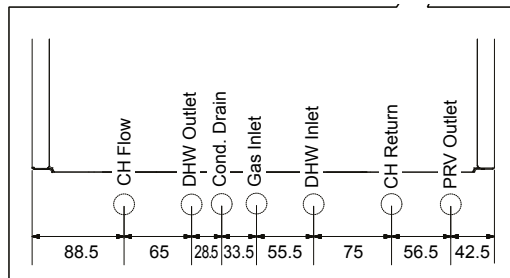 CH Flow
DHW Outlet
Cond. Drain
Gas Inlet
DHW Inlet
CH Return
PRV Outlet
88.5 65 28.5 33.5 55.5 75 56.5 42.5